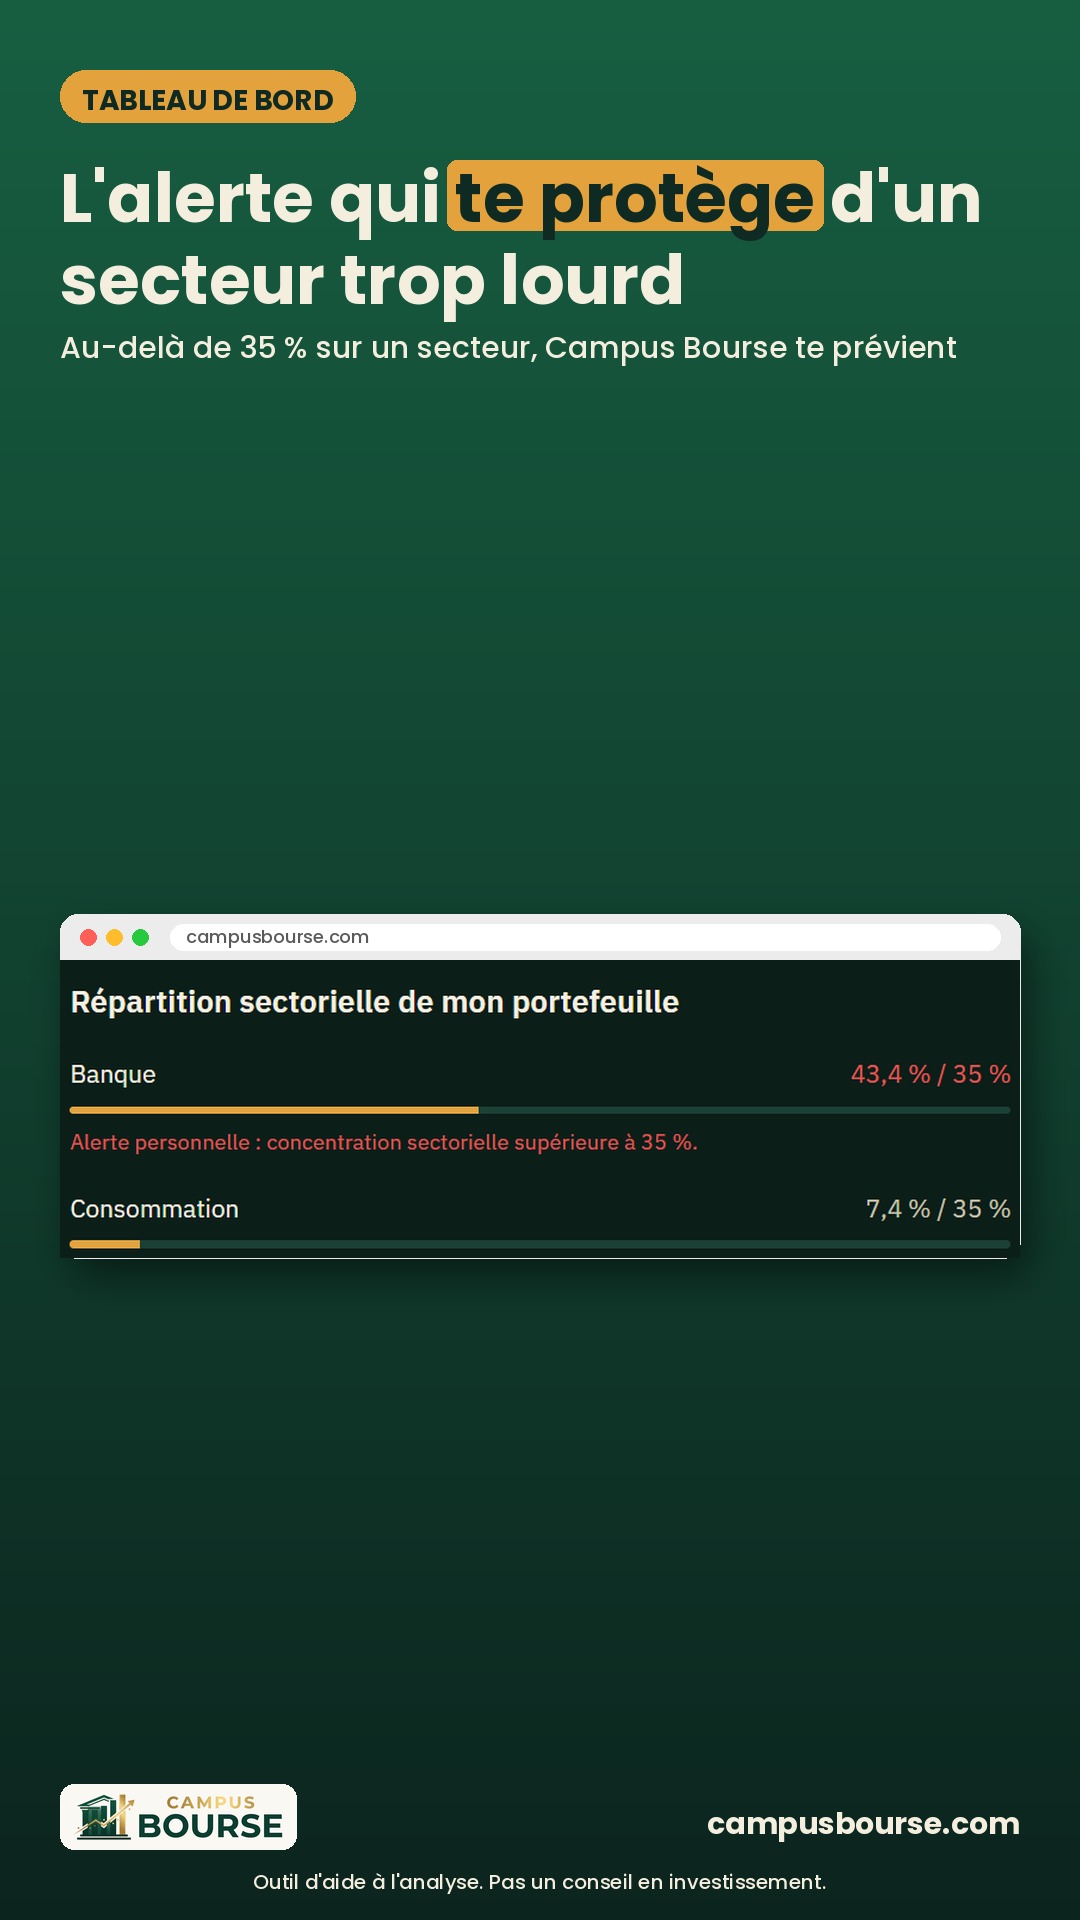 TABLEAU DE BORD
L'alerte qui te protège d'un
secteur trop lourd
Au-delà de 35 % sur un secteur, Campus Bourse te prévient
campusbourse.com
Répartition sectorielle de mon portefeuille
Banque 43,4 % / 35 %
Alerte personnelle : concentration sectorielle supérieure à 35 %.
Consommation 7,4 % / 35 %
CAMPUS
BOURSE
campusbourse.com
Outil d'aide à l'analyse. Pas un conseil en investissement.